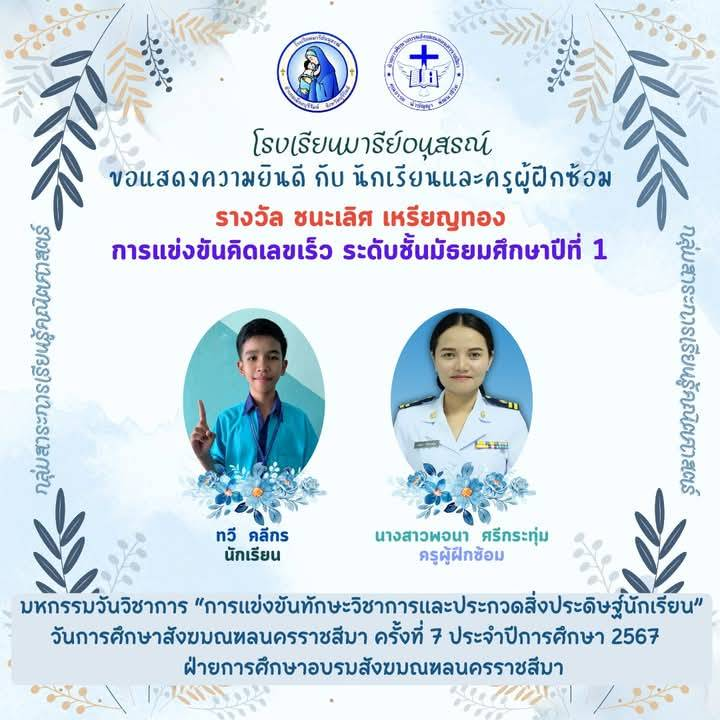 โรงเรียนมารีย์อนุสรณ์
ขอแสดงความยินดี กับ นักเรียนและครูผู้ฝึกซ้อม
รางวัล ชนะเลิศ เหรียญทอง
การแข่งขันคิดเลขเร็ว ระดับชั้นมัธยมศึกษาปีที่ 1
กลุ่มสาระการเรียนรู้คณิตศาสตร์
กลุ่มสาระการเรียนรู้คณิตศาสตร์
ทวี คลีกร
นักเรียน
นางสาวพจนา ศรีกระทุ่ม
ครูผู้ฝึกซ้อม
มหกรรมวันวิชาการ “การแข่งขันทักษะวิชาการและประกวดสิ่งประดิษฐ์นักเรียน”
วันการศึกษาสังฆมณฑลนครราชสีมา ครั้งที่ 7 ประจำปีการศึกษา 2567
ฝ่ายการศึกษาอบรมสังฆมณฑลนครราชสีมา